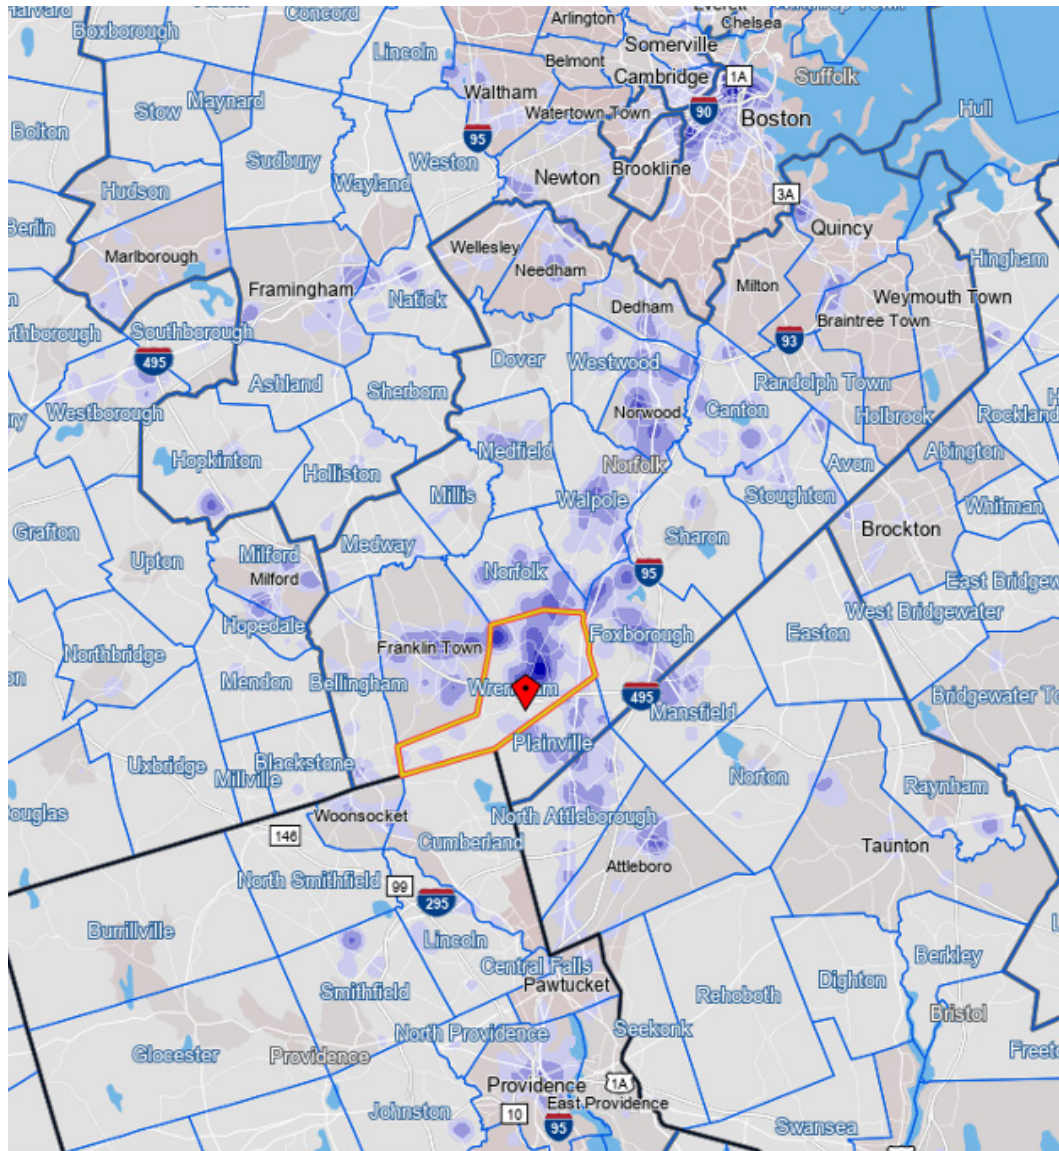 Boxborough
Concord
Arlington
Chelsea
Lincoln
Somerville
Belmont
Cambridge
1A
Suffolk
Stow
Maynard
Waltham
Watertown Town
90
Boston
Hull
Bolton
95
Sudbury
Weston
Wayland
Newton
Brookline
3A
Hudson
Berlin
Quincy
Marlborough
Wellesley
Needham
Hingham
Framingham
Natick
Milton
Weymouth Town
Dedham
Braintree Town
Southborough
93
495
Dover
Westwood
Ashland
Sherborn
Randolph Town
Westborough
Norwood
Canton
Holbrook
Rockland
Hopkinton
Medfield
Norfolk
Avon
Abington
Holliston
Millis
Walpole
Stoughton
Whitman
Grafton
Brockton
Sharon
Medway
Upton
Milford
Milford
Norfolk
95
East Bridgew
West Bridgewater
Hopedale
Foxborough
Easton
Franklin Town
Northbridge
Mendon
Bellingham
495
Bridgewater To
Mansfield
Plainville
Uxbridge
Blackstone
Millville
Norton
Raynham
Woonsocket
North Attleborough
146
Cumberland
Taunton
Attleboro
North Smithfield
99
295
Burrillville
Lincoln
Berkley
Central Falls
Dighton
Pawtucket
Rehoboth
Smithfield
Bristol
North Providence
Seekonk
Glocester
Providence
Providence
1A
East Providence
Johnston
10
95
Swansea